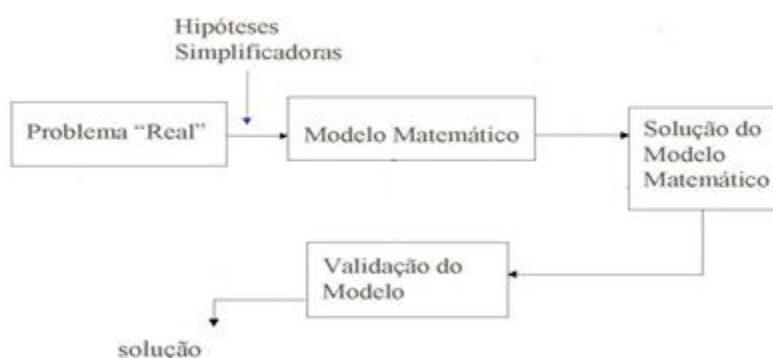 Hipóteses
Simplificadoras
Problema “Real”
Modelo Matemático
Solução do
Modelo
Matemático
Validação do
Modelo
solução